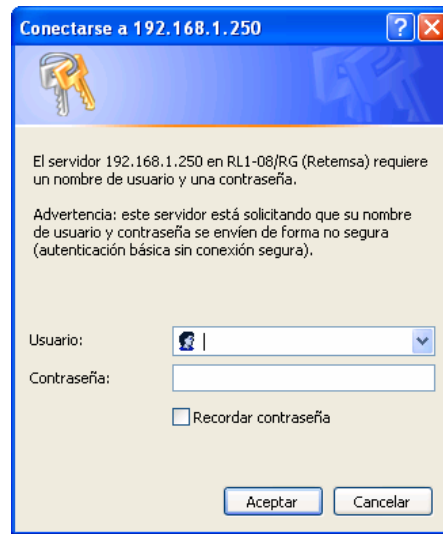 Conectarse a 192.168.1.250
El servidor 192.168.1.250 en RL1-08/RG (Retemsa) requiere
un nombre de usuario y una contraseña.
Advertencia: este servidor está solicitando que su nombre
de usuario y contraseña se envíen de forma no segura
(autenticación básica sin conexión segura).
Usuario:
Contraseña:
Recordar contraseña
Aceptar Cancelar